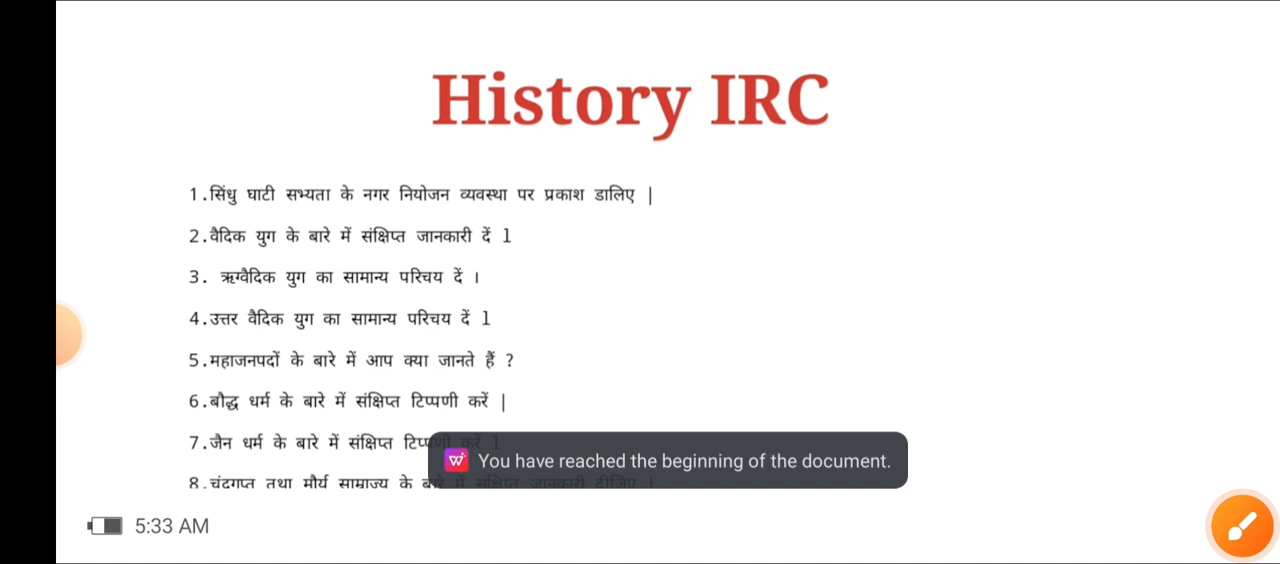 History IRC
1.सिंधु घाटी सभ्यता के नगर नियोजन व्यवस्था पर प्रकाश डालिए |
2.वैदिक युग के बारे में संक्षिप्त जानकारी दें l
3. ऋग्वैदिक युग का सामान्य परिचय दें ।
4.उत्तर वैदिक युग का सामान्य परिचय दें l
5.महाजनपदों के बारे में आप क्या जानते हैं ?
6.बौद्ध धर्म के बारे में संक्षिप्त टिप्पणी करें |
7.जैन धर्म के बारे में संक्षिप्त टिप्पणी करें l
You have reached the beginning of the document.
8.चंद्रगुप्त तथा मौर्य साम्राज्य के बारे में संक्षिप्त जानकारी दीजिए |
5:33 AM